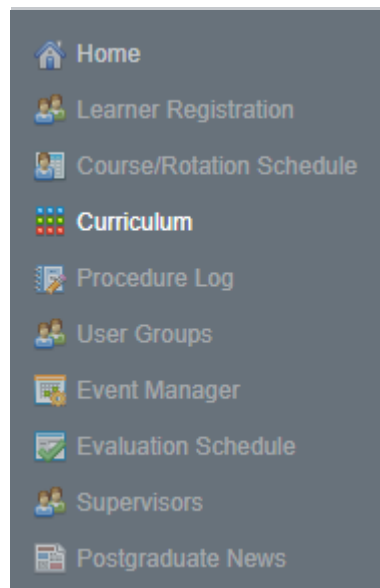 Home
Learner Registration
Course/Rotation Schedule
Curriculum
Procedure Log
User Groups
Event Manager
Evaluation Schedule
Supervisors
Postgraduate News